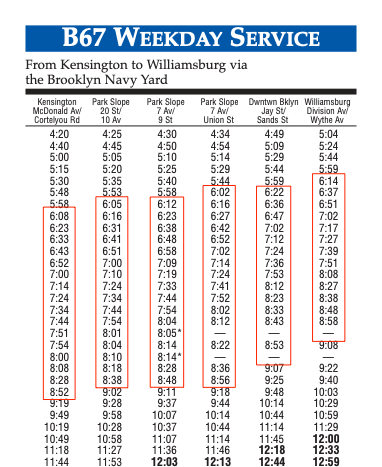 B67 WEEKDAY SERVICE
From Kensington to Williamsburg via
the Brooklyn Navy Yard
Kensington Park Slope Park Slope Park Slope Dwntwn Bklyn Williamsburg
McDonald Av/ 20 St/ 7 Av/ 7 Av/ Jay St/ Division Av/
Cortelyou Rd 10 Av 9 St Union St Sands St Wythe Av
4:20 4:25 4:30 4:34 4:49 5:04
4:40 4:45 4:50 4:54 5:09 5:24
5:00 5:05 5:10 5:14 5:29 5:44
5:15 5:20 5:25 5:29 5:44 5:59
5:30 5:35 5:40 5:44 5:59 6:14
5:48 5:53 5:58 6:02 6:22 6:37
5:58 6:05 6:12 6:16 6:36 6:51
6:08 6:16 6:23 6:27 6:47 7:02
6:23 6:31 6:38 6:42 7:02 7:17
6:33 6:41 6:48 6:52 7:12 7:27
6:43 6:51 6:58 7:02 7:24 7:39
6:52 7:00 7:09 7:14 7:36 7:51
7:00 7:10 7:19 7:24 7:53 8:08
7:14 7:24 7:33 7:41 8:12 8:27
7:24 7:34 7:44 7:52 8:23 8:38
7:34 7:44 7:54 8:02 8:33 8:48
7:44 7:54 8:04 8:12 8:43 8:58
7:51 8:01 8:05* — — —
7:54 8:04 8:14 8:22 8:53 9:08
8:00 8:10 8:14* — — —
8:08 8:18 8:28 8:36 9:07 9:22
8:28 8:38 8:48 8:56 9:25 9:40
8:52 9:02 9:11 9:18 9:48 10:03
9:19 9:28 9:37 9:44 10:14 10:29
9:49 9:58 10:07 10:14 10:44 10:59
10:19 10:28 10:37 10:44 11:14 11:29
10:49 10:58 11:07 11:14 11:45 12:00
11:18 11:27 11:36 11:46 12:18 12:33
11:44 11:53 12:03 12:13 12:44 12:59